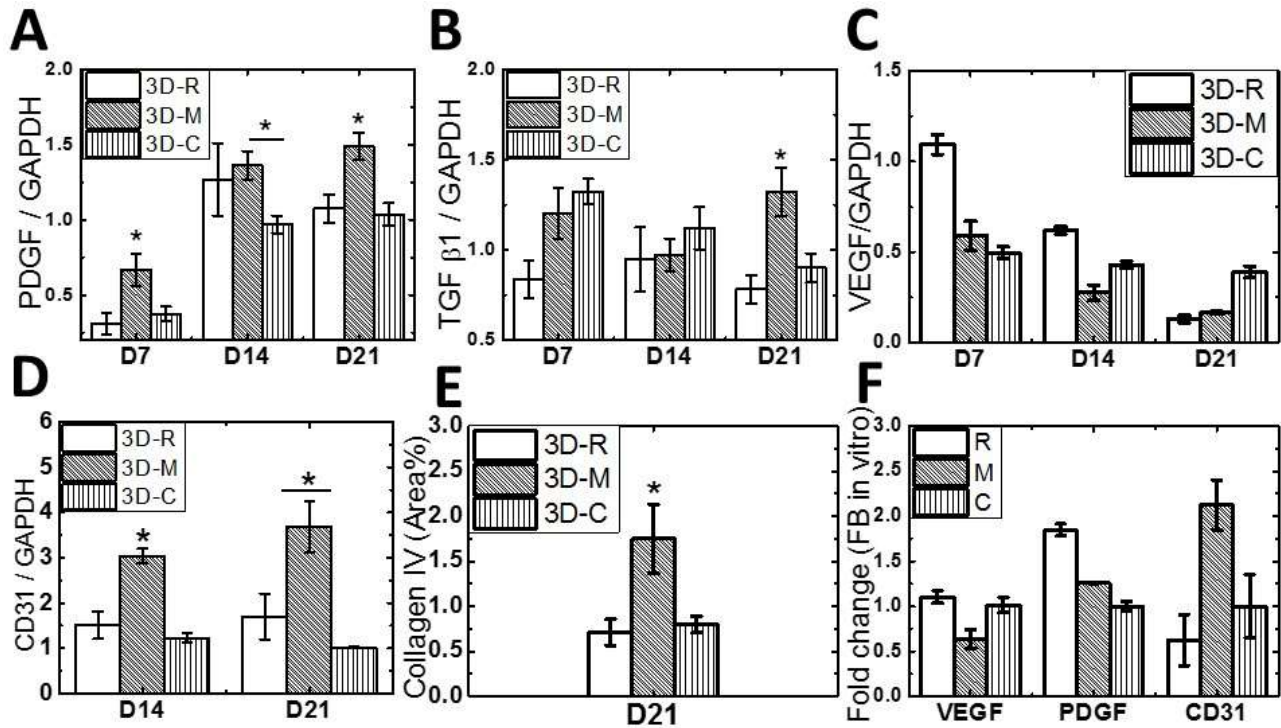 A
PDGF / GAPDH
2.0
1.5
1.0
0.5
3D-R
3D-M
3D-C
*
*
*
D7 D14 D21
B
TGF β1 / GAPDH
2.0
1.5
1.0
0.5
3D-R
3D-M
3D-C
*
D7 D14 D21
C
VEGF/GAPDH
1.5
1.0
0.5
0.0
3D-R
3D-M
3D-C
D7 D14 D21
D
CD31 / GAPDH
6
5
4
3
2
1
0
3D-R
3D-M
3D-C
*
*
D14 D21
E
Collagen IV (Area%)
3.0
2.5
2.0
1.5
1.0
0.5
0.0
3D-R
3D-M
3D-C
*
D21
F
Fold change (FB in vitro)
3.0
2.5
2.0
1.5
1.0
0.5
0.0
R
M
C
VEGF PDGF CD31